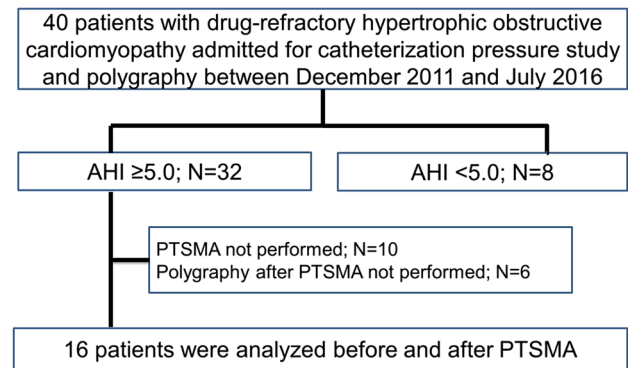 40 patients with drug-refractory hypertrophic obstructive
cardiomyopathy admitted for catheterization pressure study
and polygraphy between December 2011 and July 2016
AHI ≥5.0; N=32
AHI <5.0; N=8
PTSMA not performed; N=10
Polygraphy after PTSMA not performed; N=6
16 patients were analyzed before and after PTSMA